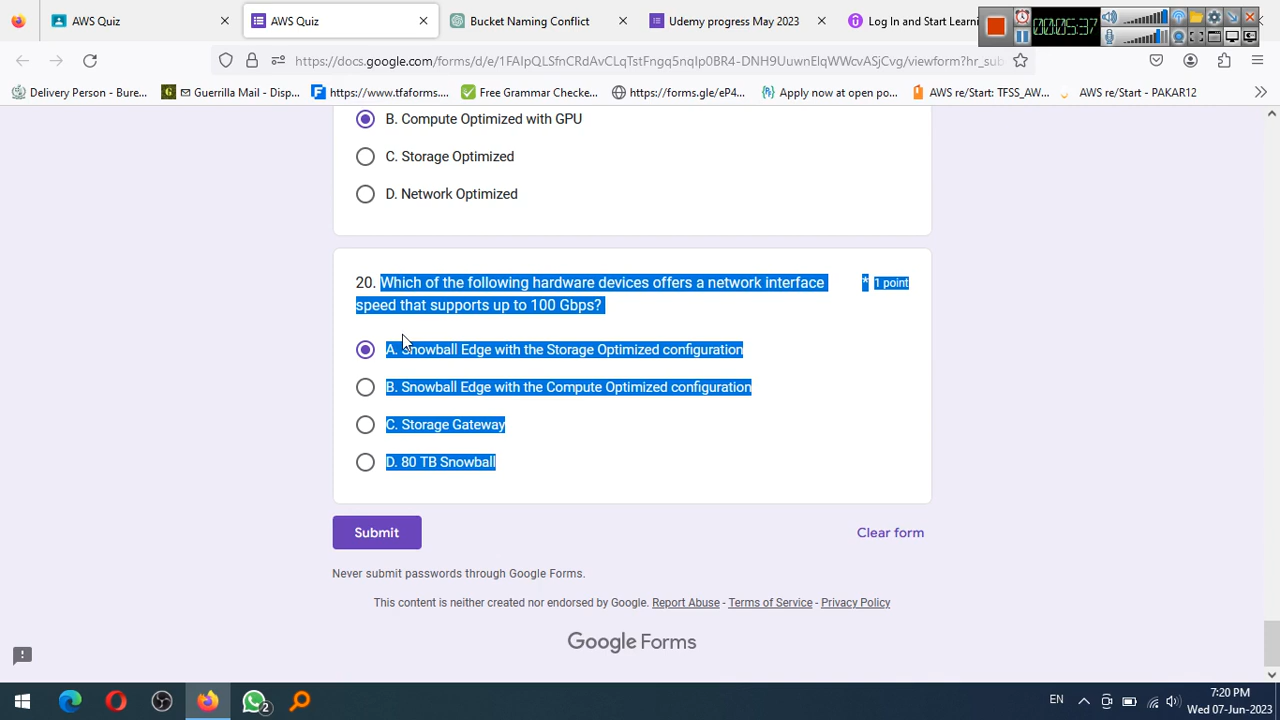 AWS Quiz
AWS Quiz
Bucket Naming Conflict
Udemy progress May 2023
Log In and Start Learni
00:05:37
https://docs.google.com/forms/d/e/1FAIpQLSfnCRdAvCLqTstFngq5nqIp0BR4-DNH9UuwnElqWWcvASjCvg/viewform?hr_sub
Delivery Person - Bure...
Guerrilla Mail - Disp...
https://www.tfaforms....
Free Grammar Checke...
https://forms.gle/eP4...
Apply now at open po...
AWS re/Start: TFSS_AW...
AWS re/Start - PAKAR12
B. Compute Optimized with GPU
C. Storage Optimized
D. Network Optimized
20. Which of the following hardware devices offers a network interface * 1 point
speed that supports up to 100 Gbps?
A. Snowball Edge with the Storage Optimized configuration
B. Snowball Edge with the Compute Optimized configuration
C. Storage Gateway
D. 80 TB Snowball
Submit
Clear form
Never submit passwords through Google Forms.
This content is neither created nor endorsed by Google. Report Abuse - Terms of Service - Privacy Policy
Google Forms
2
EN
7:20 PM
Wed 07-Jun-2023